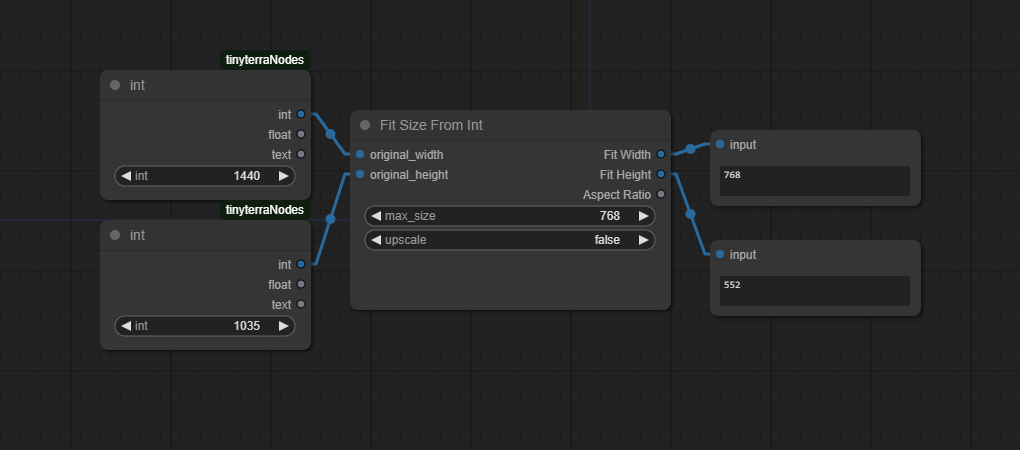 tinyterraNodes
int
int
float
text
int 1440
tinyterraNodes
int
int
float
text
int 1035
Fit Size From Int
original_width Fit Width
original_height Fit Height
Aspect Ratio
max_size 768
upscale false
input
768
input
552